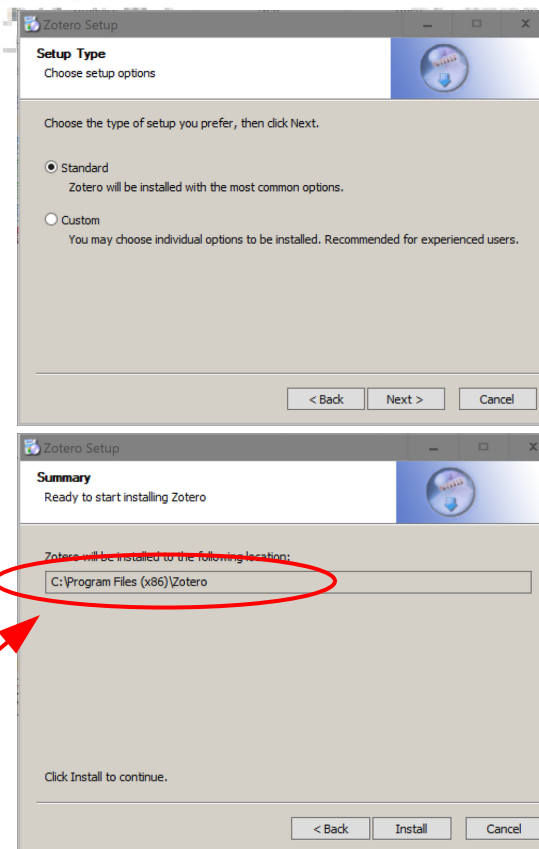 Zotero Setup
Setup Type
Choose setup options
Choose the type of setup you prefer, then click Next.
Standard
Zotero will be installed with the most common options.
Custom
You may choose individual options to be installed. Recommended for experienced users.
< Back Next > Cancel
Zotero Setup
Summary
Ready to start installing Zotero
Zotero will be installed to the following location:
C:\Program Files (x86)\Zotero
Click Install to continue.
< Back Install Cancel